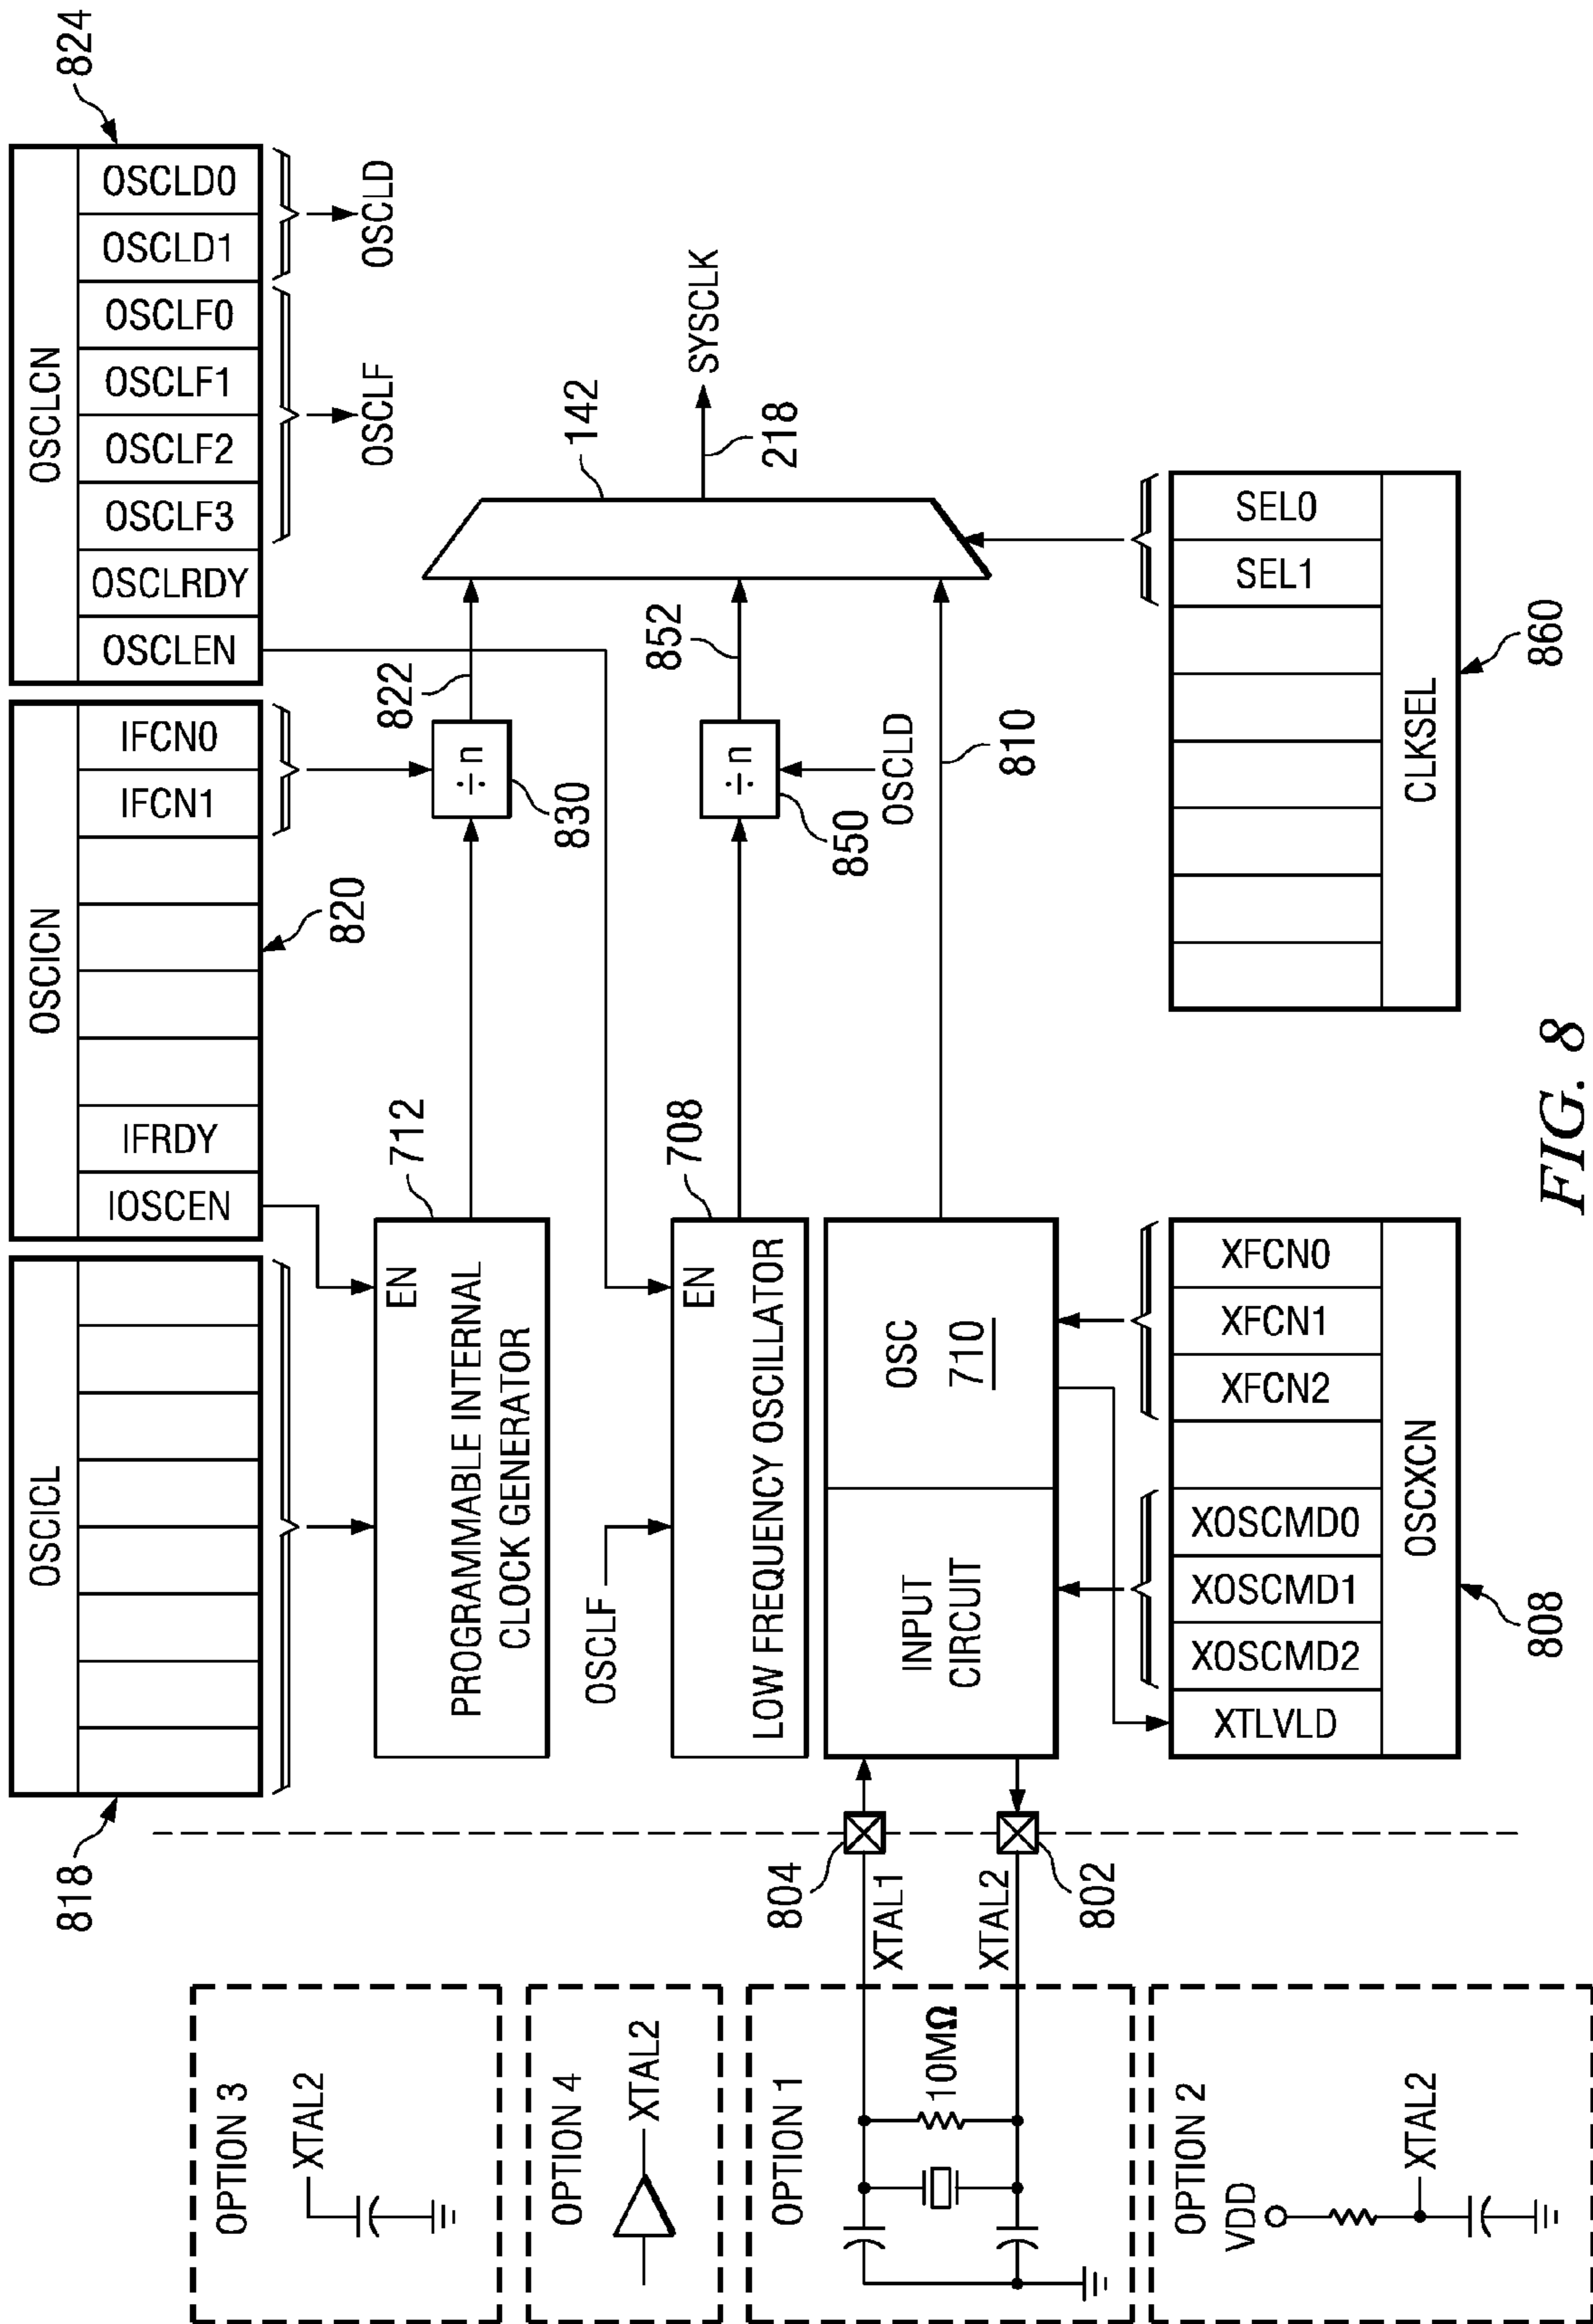 818
OSCICL
OSCICN
IOSCEN
IFRDY
IFCN1
IFCN0
820
OSCLCN
OSCLEN
OSCLRDY
OSCLF3
OSCLF2
OSCLF1
OSCLF0
OSCLD1
OSCLD0
824
OSCLF
OSCLD
OPTION 3
XTAL2
OPTION 4
XTAL2
OPTION 1
10MΩ
OPTION 2
VDD
XTAL2
804
XTAL1
XTAL2
802
EN
PROGRAMMABLE INTERNAL
CLOCK GENERATOR
712
OSCLF
EN
LOW FREQUENCY OSCILLATOR
708
INPUT
CIRCUIT
OSC
710
÷n
822
830
÷n
852
850
OSCLD
810
142
SYSCLK
218
XTLVLD
XOSCMD2
XOSCMD1
XOSCMD0
XFCN2
XFCN1
XFCN0
OSCXCN
808
SEL1
SEL0
CLKSEL
860
FIG. 8